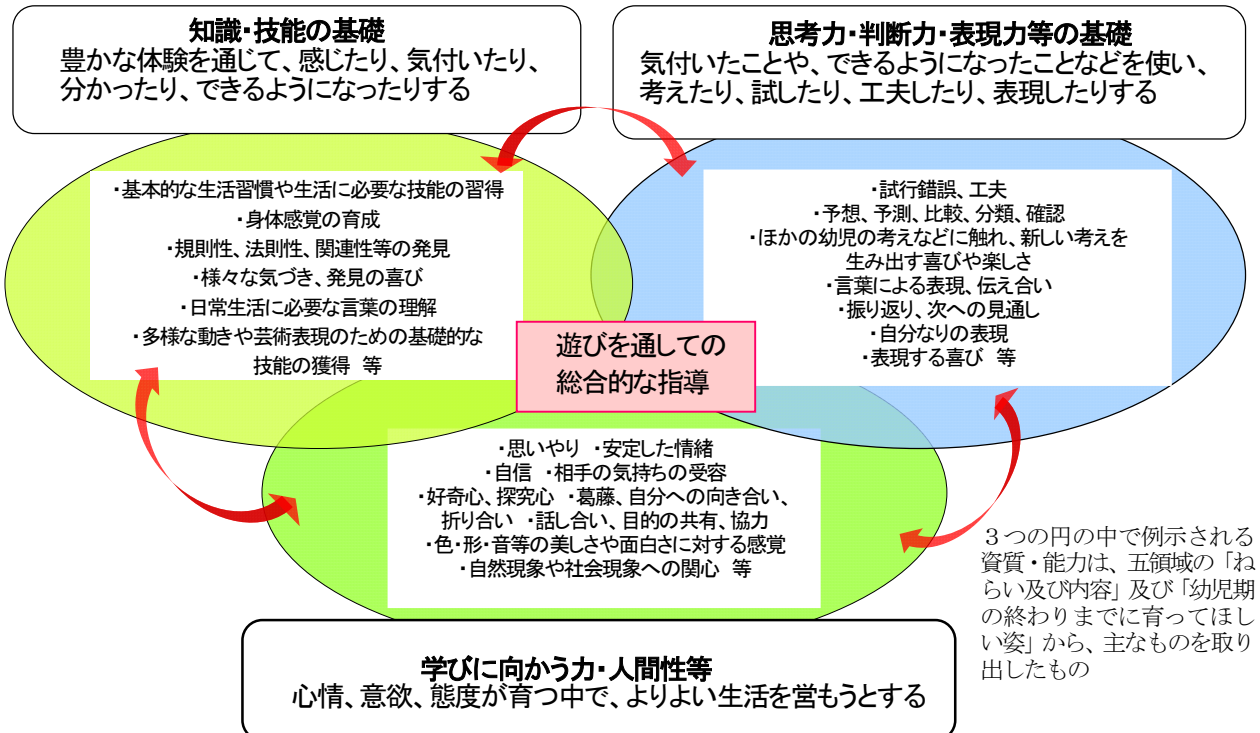 知識・技能の基礎
豊かな体験を通じて、感じたり、気付いたり、
分かったり、できるようになったりする
思考力・判断力・表現力等の基礎
気付いたことや、できるようになったことなどを使い、
考えたり、試したり、工夫したり、表現したりする
・基本的な生活習慣や生活に必要な技能の習得
・身体感覚の育成
・規則性、法則性、関連性等の発見
・様々な気づき、発見の喜び
・日常生活に必要な言葉の理解
・多様な動きや芸術表現のための基礎的な
技能の獲得 等
・試行錯誤、工夫
・予想、予測、比較、分類、確認
・ほかの幼児の考えなどに触れ、新しい考えを
生み出す喜びや楽しさ
・言葉による表現、伝え合い
・振り返り、次への見通し
・自分なりの表現
・表現する喜び 等
遊びを通しての
総合的な指導
・思いやり ・安定した情緒
・自信 ・相手の気持ちの受容
・好奇心、探究心 ・葛藤、自分への向き合い、
折り合い ・話し合い、目的の共有、協力
・色・形・音等の美しさや面白さに対する感覚
・自然現象や社会現象への関心 等
３つの円の中で例示される
資質・能力は、五領域の「ね
らい及び内容」及び「幼児期
の終わりまでに育ってほし
い姿」から、主なものを取り
出したもの
学びに向かう力・人間性等
心情、意欲、態度が育つ中で、よりよい生活を営もうとする